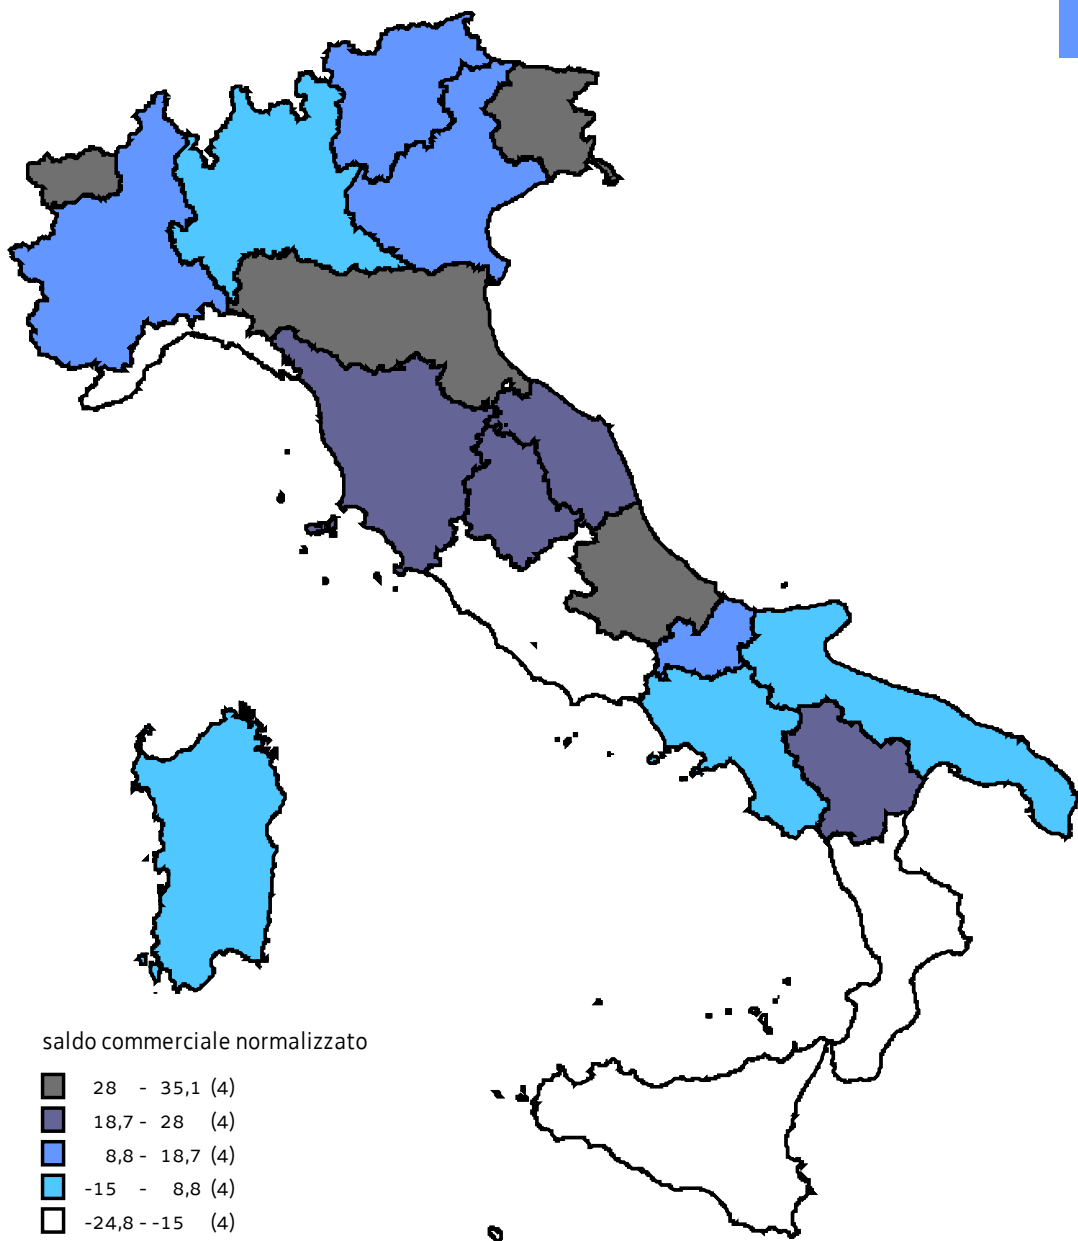 saldo commerciale normalizzato
28 - 35,1 (4)
18,7 - 28 (4)
8,8 - 18,7 (4)
-15 - 8,8 (4)
-24,8 - -15 (4)